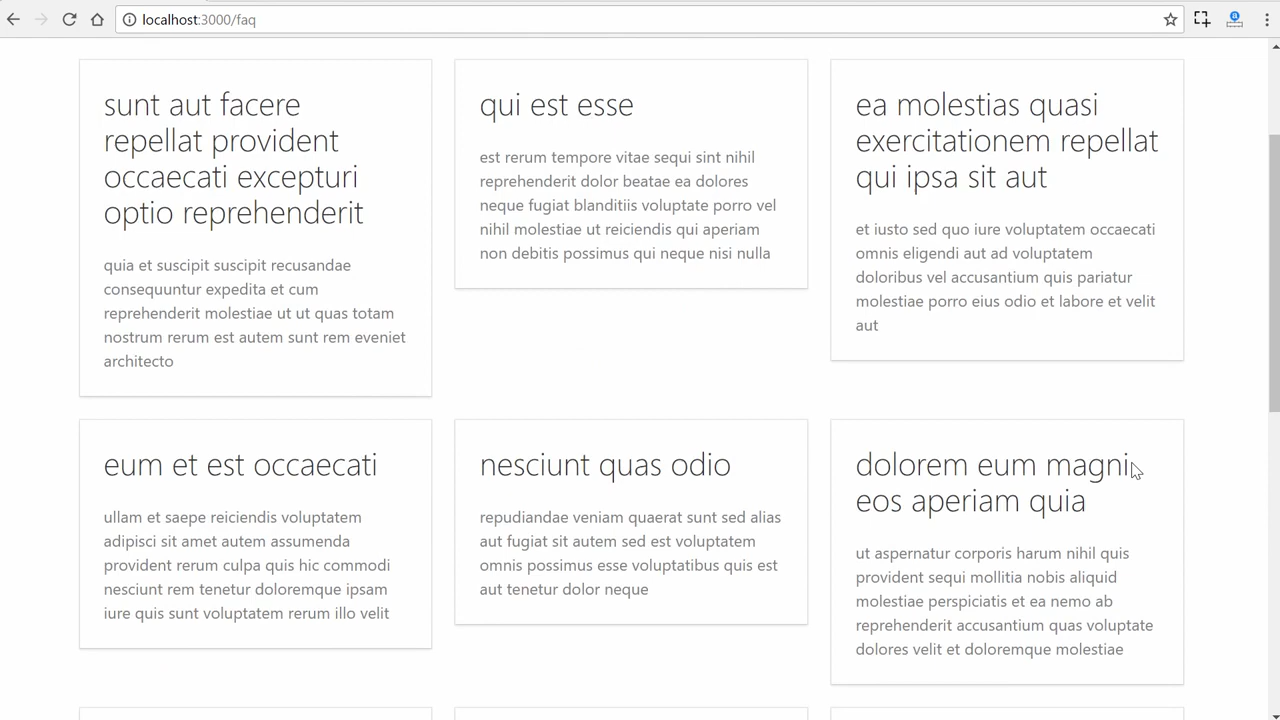 localhost:3000/faq
sunt aut facere
repellat provident
occaecati excepturi
optio reprehenderit
quia et suscipit suscipit recusandae
consequuntur expedita et cum
reprehenderit molestiae ut ut quas totam
nostrum rerum est autem sunt rem eveniet
architecto
qui est esse
est rerum tempore vitae sequi sint nihil
reprehenderit dolor beatae ea dolores
neque fugiat blanditiis voluptate porro vel
nihil molestiae ut reiciendis qui aperiam
non debitis possimus qui neque nisi nulla
ea molestias quasi
exercitationem repellat
qui ipsa sit aut
et iusto sed quo iure voluptatem occaecati
omnis eligendi aut ad voluptatem
doloribus vel accusantium quis pariatur
molestiae porro eius odio et labore et velit
aut
eum et est occaecati
ullam et saepe reiciendis voluptatem
adipisci sit amet autem assumenda
provident rerum culpa quis hic commodi
nesciunt rem tenetur doloremque ipsam
iure quis sunt voluptatem rerum illo velit
nesciunt quas odio
repudiandae veniam quaerat sunt sed alias
aut fugiat sit autem sed est voluptatem
omnis possimus esse voluptatibus quis est
aut tenetur dolor neque
dolorem eum magni
eos aperiam quia
ut aspernatur corporis harum nihil quis
provident sequi mollitia nobis aliquid
molestiae perspiciatis et ea nemo ab
reprehenderit accusantium quas voluptate
dolores velit et doloremque molestiae